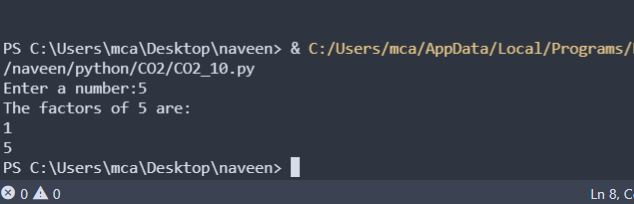 PS C:\Users\mca\Desktop\naveen> & C:/Users/mca/AppData/Local/Programs/
/naveen/python/CO2/CO2_10.py
Enter a number:5
The factors of 5 are:
1
5
PS C:\Users\mca\Desktop\naveen>
0 0 Ln 8, C